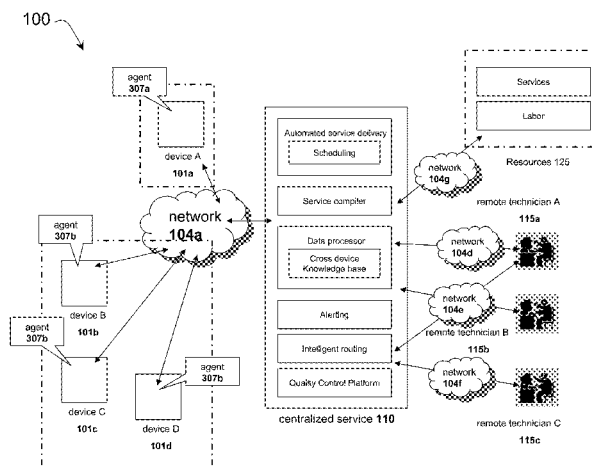 100
agent
307a
device A
101a
agent
307b
device B
101b
agent
307b
device C
101c
agent
307b
device D
101d
network
104a
Automated service delivery
Scheduling
Service compiler
Data processor
Cross device
Knowledge base
Alerting
Intelligent routing
Quality Control Platform
centralized service 110
Services
Labor
Resources 125
network
104g
remote technician A
115a
network
104d
network
104e
remote technician B
115b
network
104f
remote technician C
115c